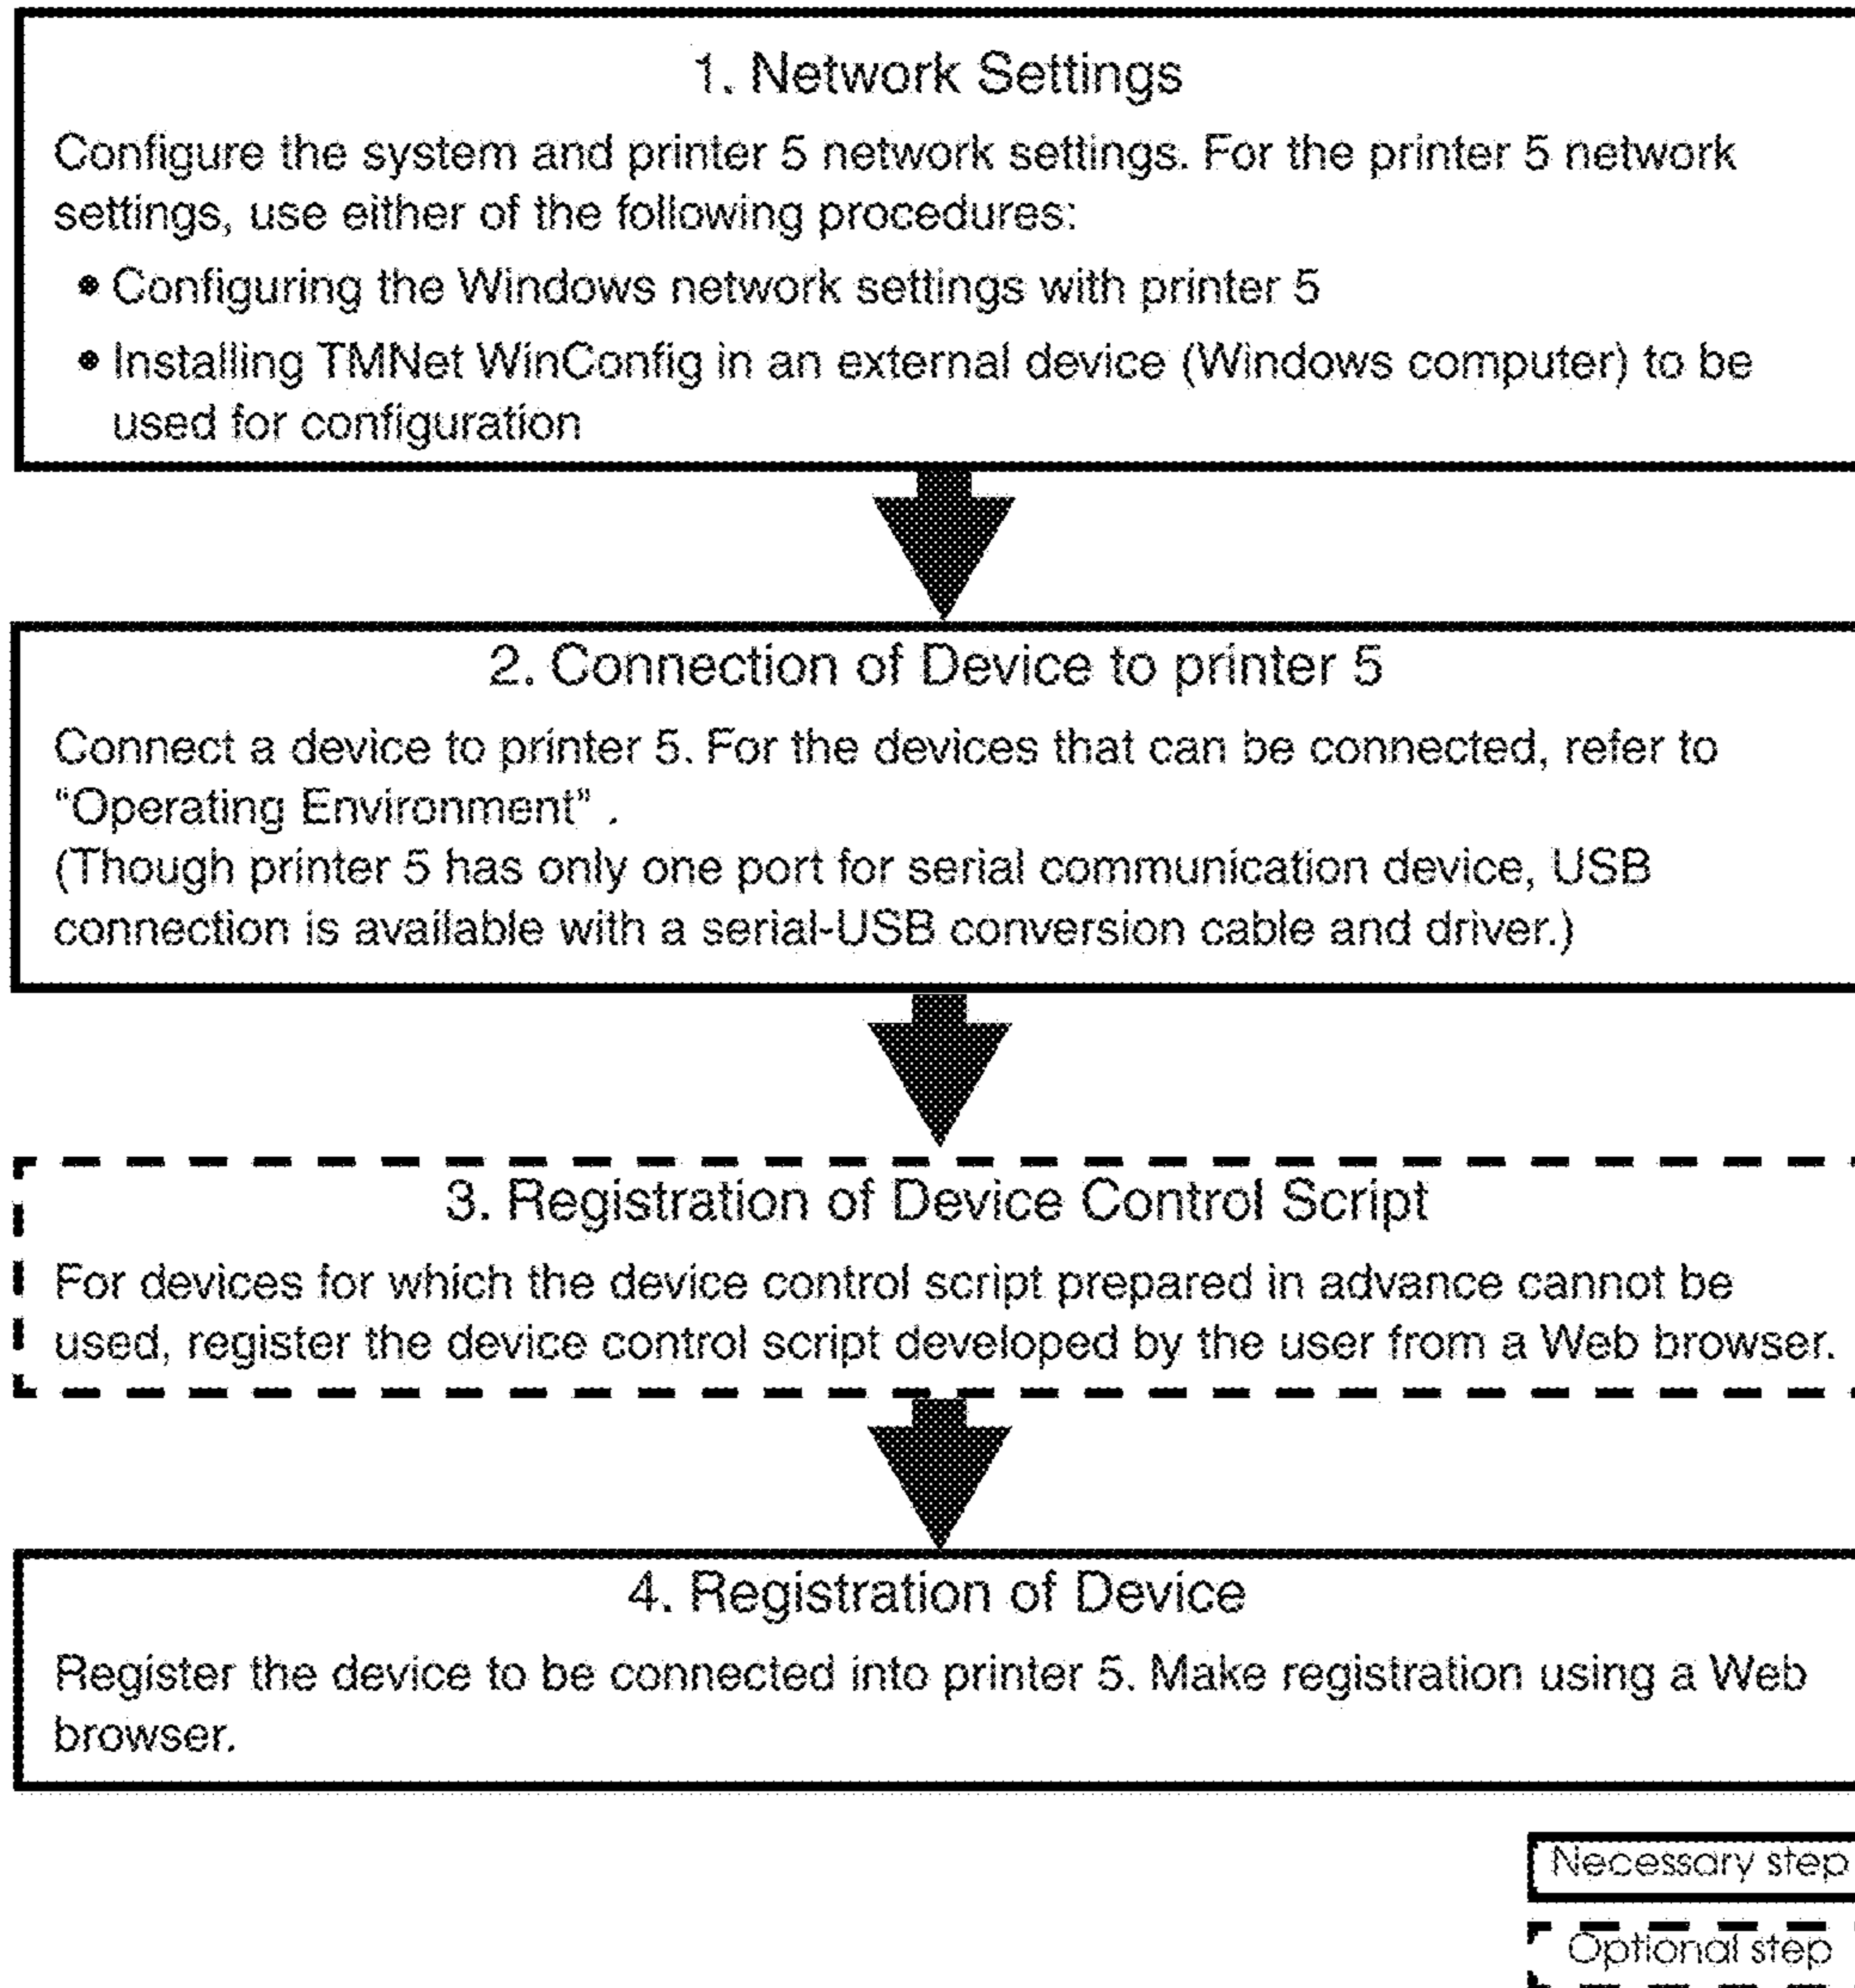 1. Network Settings
Configure the system and printer 5 network settings. For the printer 5 network
settings, use either of the following procedures:
• Configuring the Windows network settings with printer 5
• Installing TMNet WinConfig in an external device (Windows computer) to be
used for configuration
2. Connection of Device to printer 5
Connect a device to printer 5. For the devices that can be connected, refer to
“Operating Environment” .
(Though printer 5 has only one port for serial communication device, USB
connection is available with a serial-USB conversion cable and driver.)
3. Registration of Device Control Script
For devices for which the device control script prepared in advance cannot be
used, register the device control script developed by the user from a Web browser.
4. Registration of Device
Register the device to be connected into printer 5. Make registration using a Web
browser.
Necessary step
Optional step